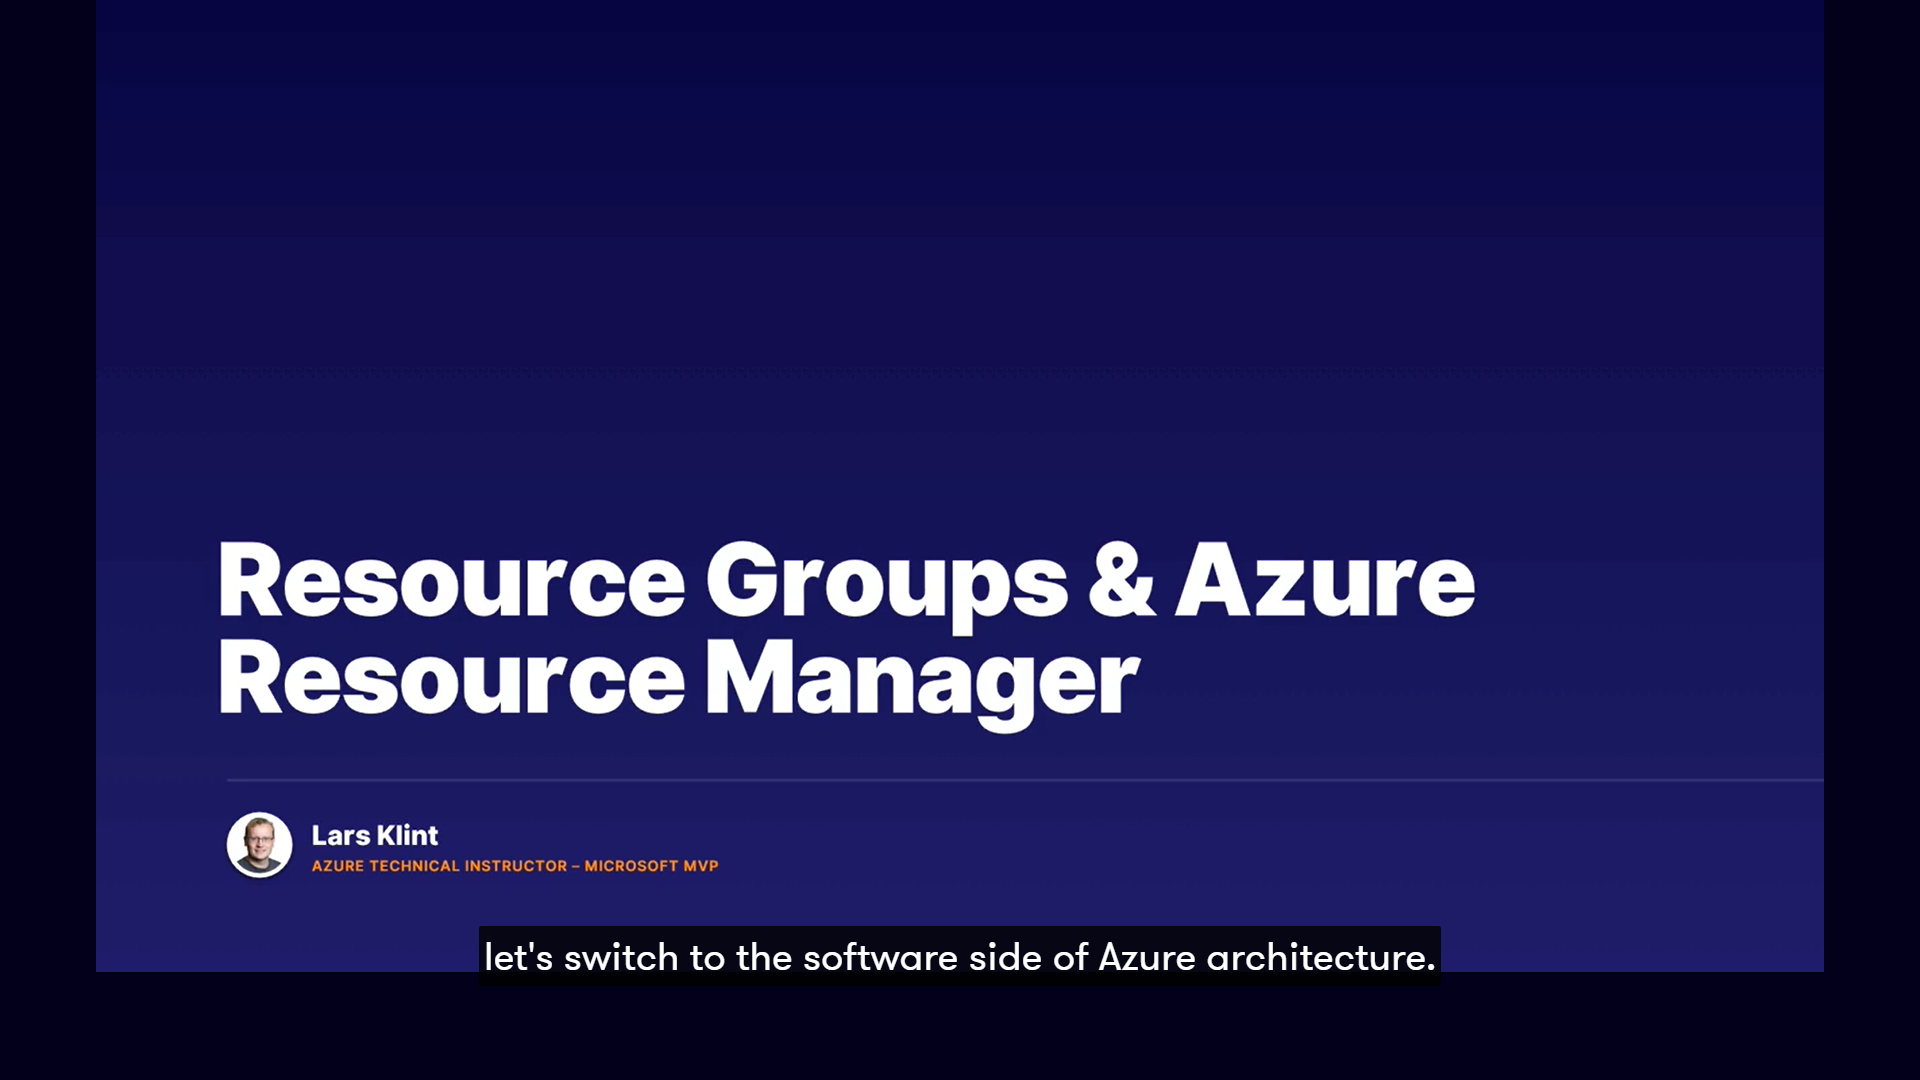 Resource Groups & Azure
Resource Manager
Lars Klint
AZURE TECHNICAL INSTRUCTOR – MICROSOFT MVP
let's switch to the software side of Azure architecture.